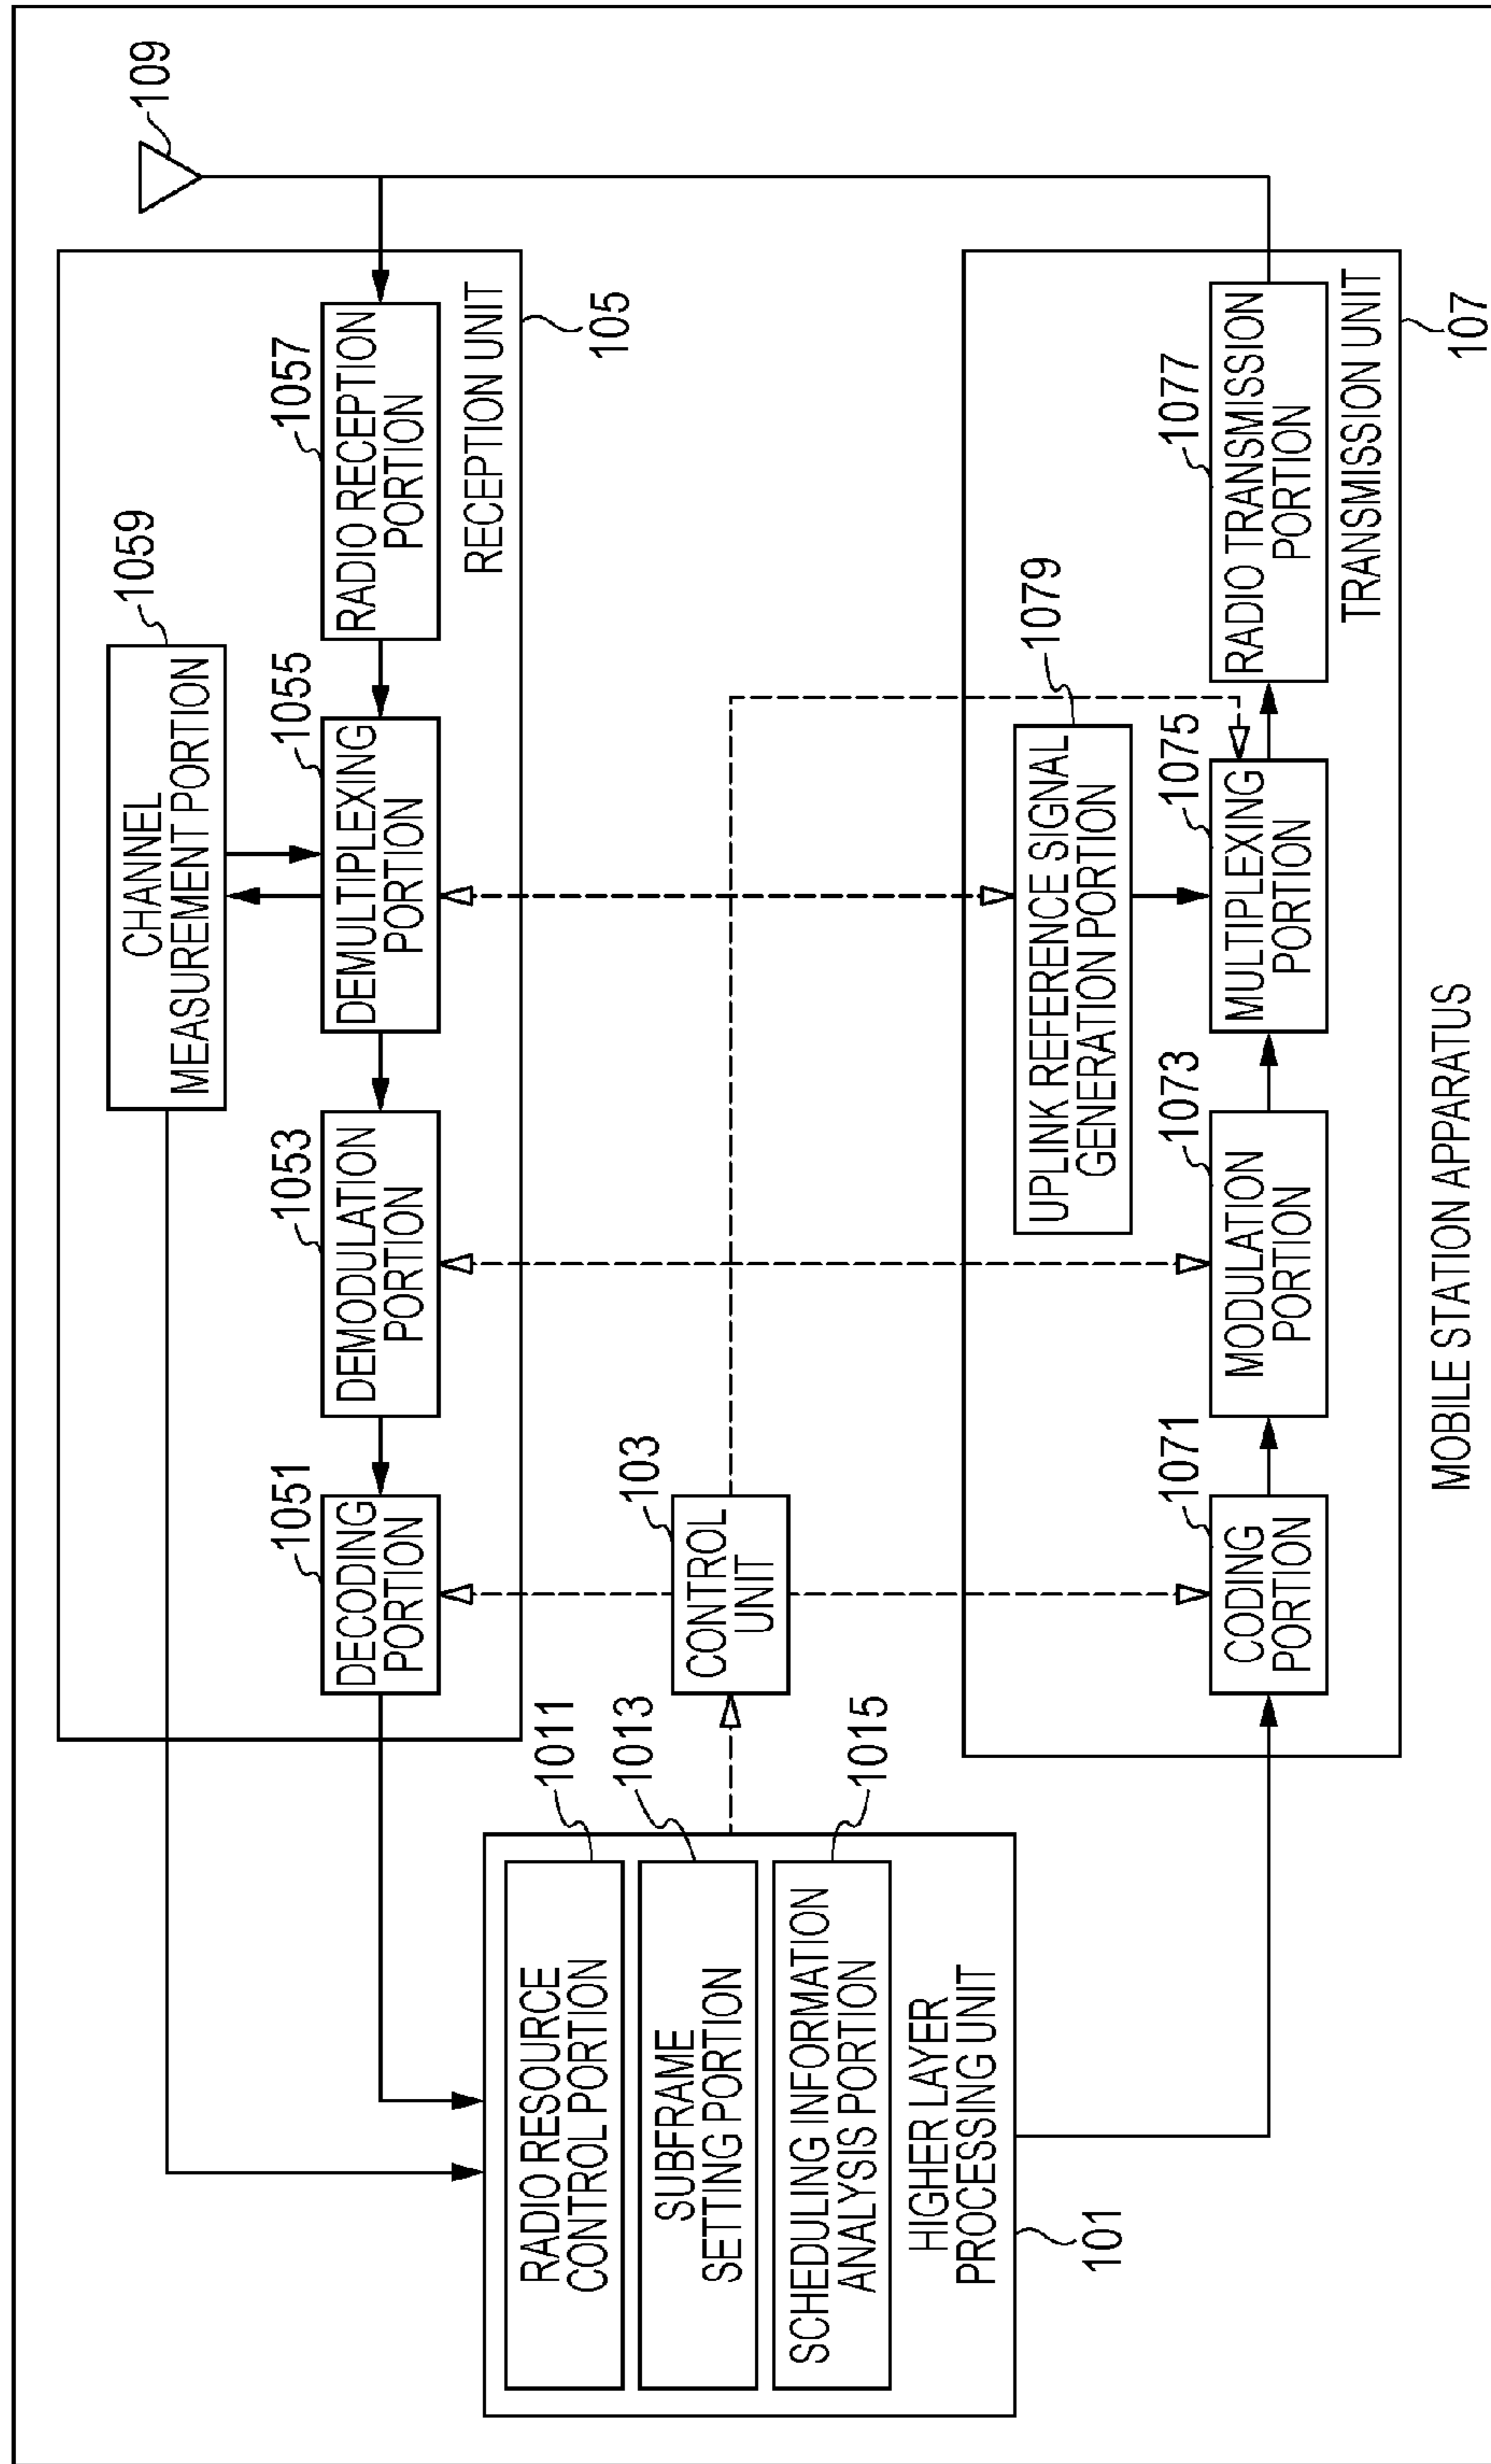 109
CHANNEL
MEASUREMENT PORTION
1059
1051
DECODING
PORTION
1053
DEMODULATION
PORTION
1055
DEMULTIPLEXING
PORTION
1057
RADIO RECEPTION
PORTION
RECEPTION UNIT
105
RADIO RESOURCE
CONTROL PORTION
1011
SUBFRAME
SETTING PORTION
1013
SCHEDULING INFORMATION
ANALYSIS PORTION
1015
HIGHER LAYER
PROCESSING UNIT
101
CONTROL
UNIT
103
UPLINK REFERENCE SIGNAL
GENERATION PORTION
1079
CODING
PORTION
1071
MODULATION
PORTION
1073
MULTIPLEXING
PORTION
1075
RADIO TRANSMISSION
PORTION
1077
TRANSMISSION UNIT
107
MOBILE STATION APPARATUS